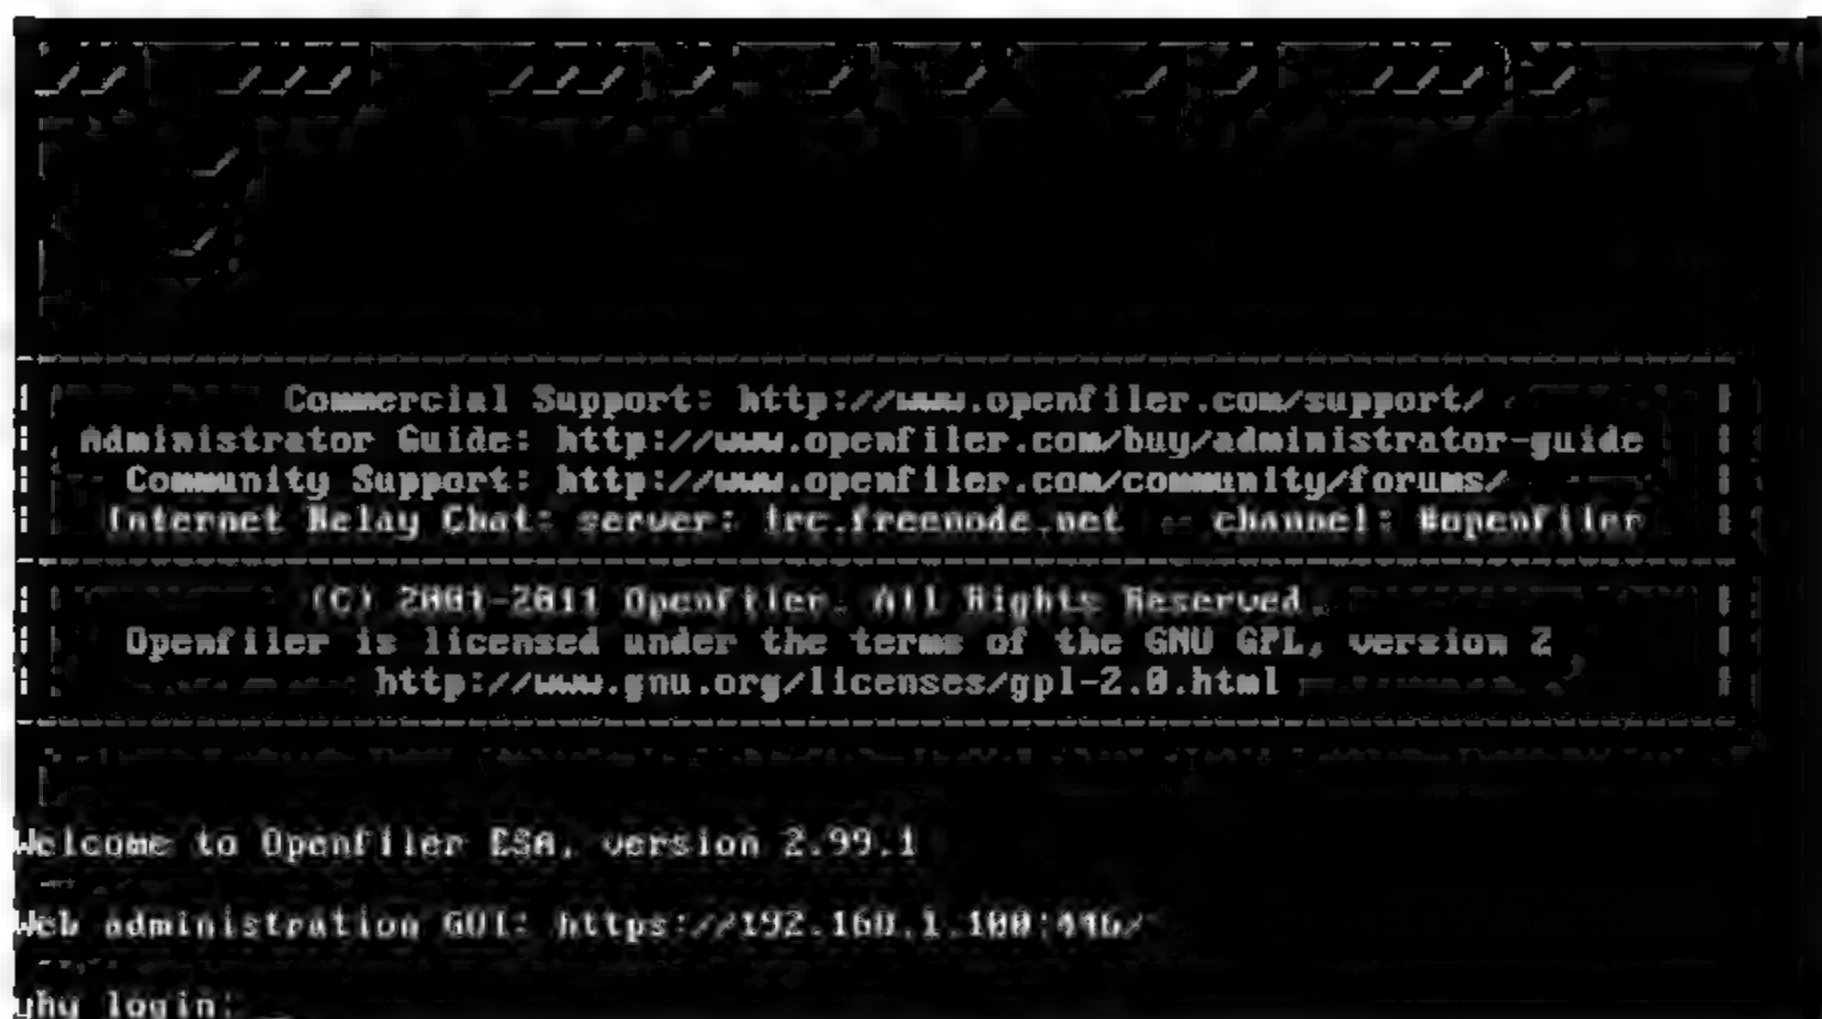 Commercial Support: http://www.openfiler.com/support/
Administrator Guide: http://www.openfiler.com/buy/administrator-guide
Community Support: http://www.openfiler.com/community/forums/
Internet Relay Chat: server: irc.freenode.net -- channel: #openfiler
(C) 2001-2011 Openfiler. All Rights Reserved.
Openfiler is licensed under the terms of the GNU GPL, version 2
http://www.gnu.org/licenses/gpl-2.0.html
Welcome to Openfiler ESA, version 2.99.1
Web administration GUI: https://192.168.1.100:446/
login: